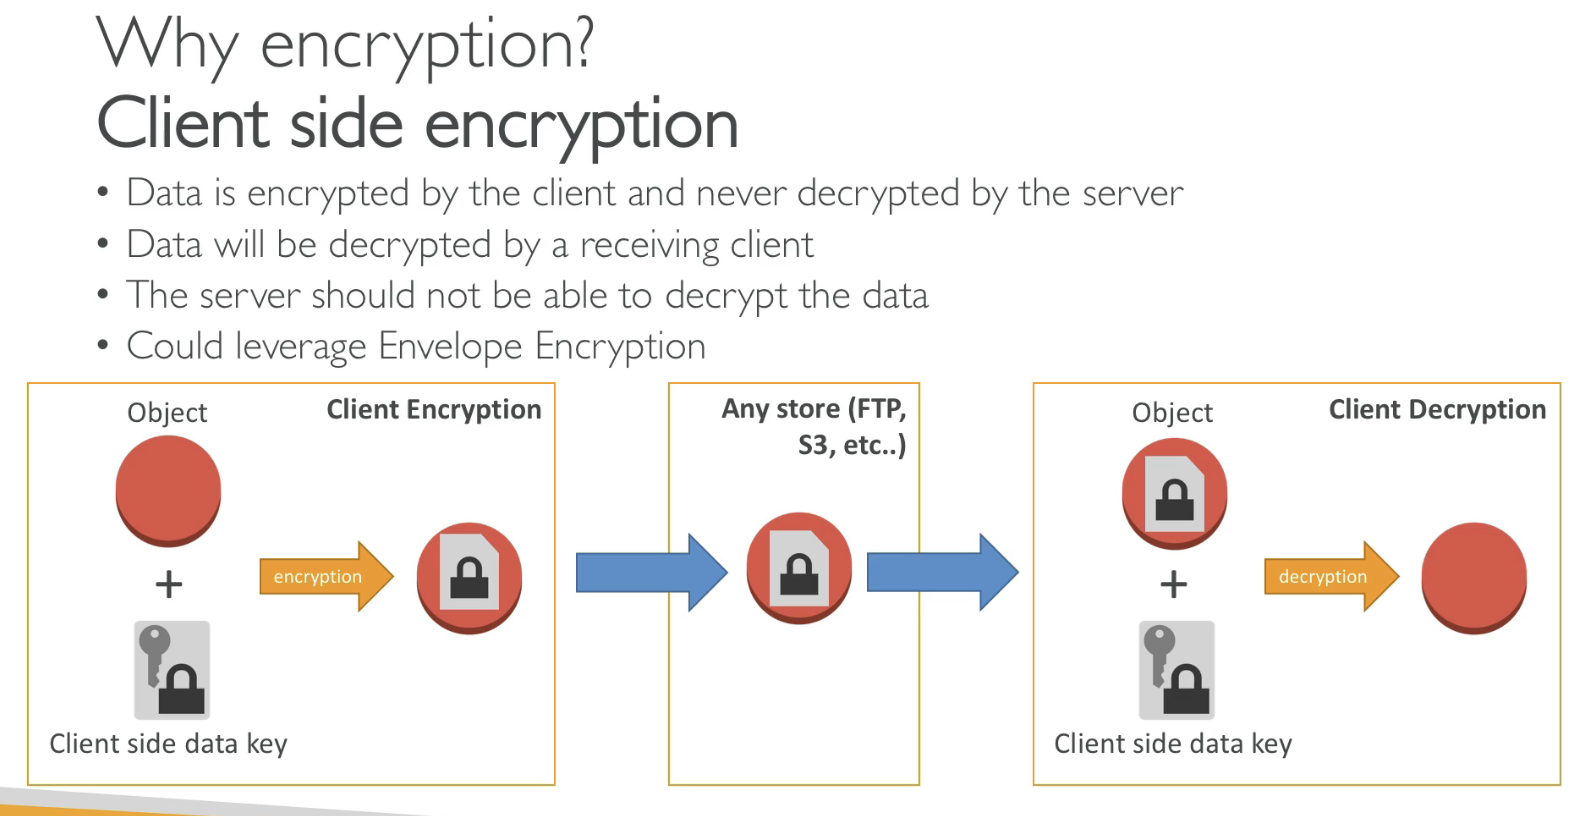 Why encryption?
Client side encryption
• Data is encrypted by the client and never decrypted by the server
• Data will be decrypted by a receiving client
• The server should not be able to decrypt the data
• Could leverage Envelope Encryption
Object
Client Encryption
+
encryption
Client side data key
Any store (FTP,
S3, etc..)
Object
Client Decryption
+
decryption
Client side data key